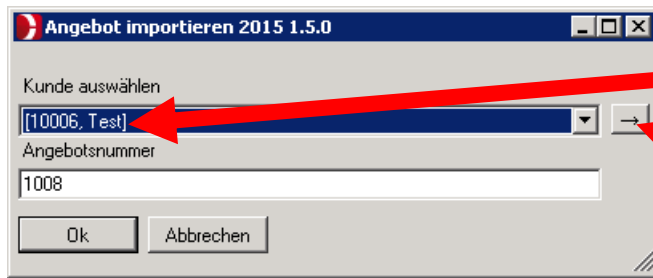 Angebot importieren 2015 1.5.0
Kunde auswählen
[10006, Test]
Angebotsnummer
1008
Ok Abbrechen